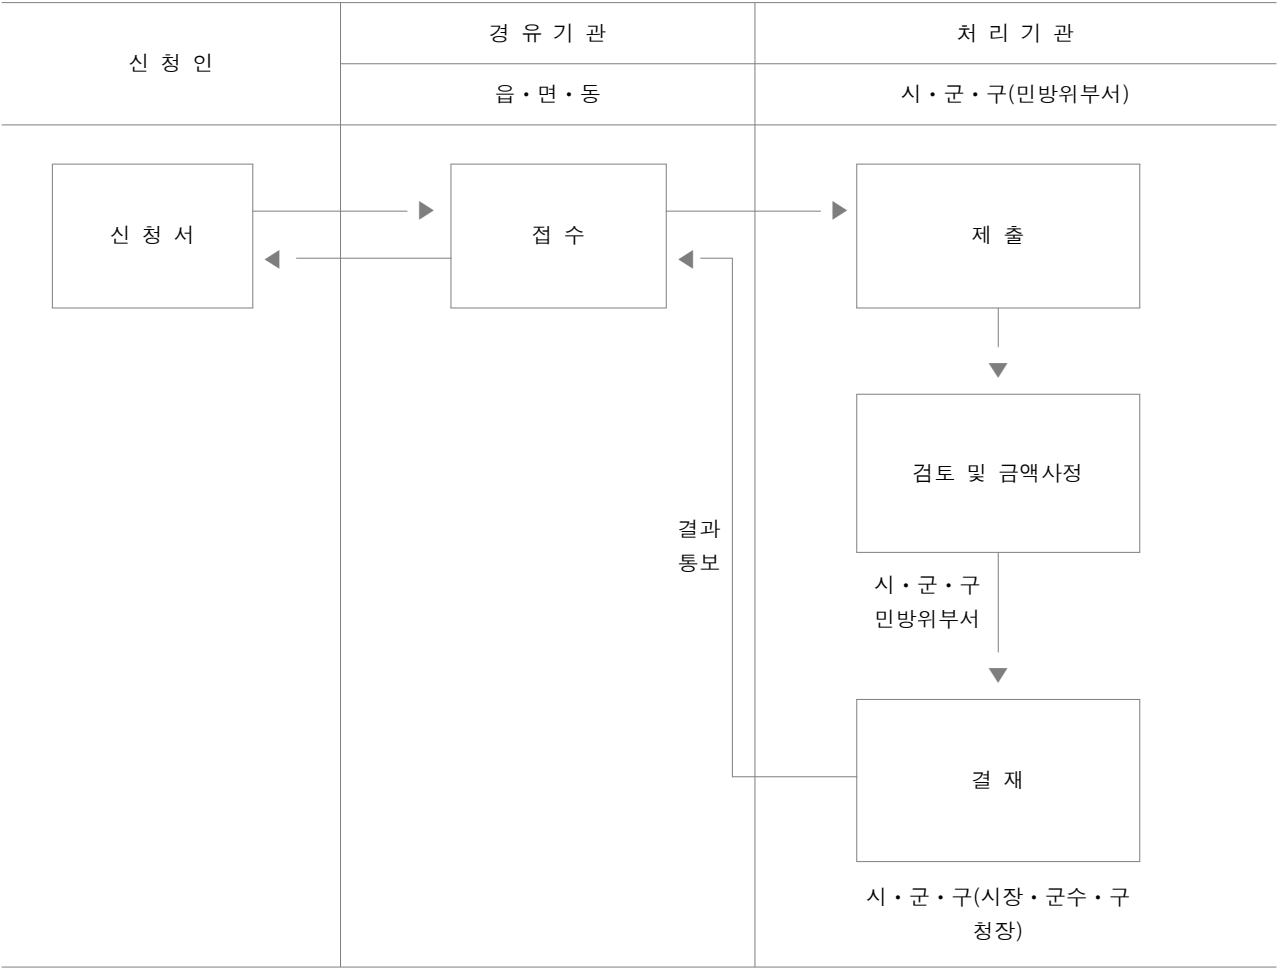 신 청 인
경 유 기 관
처 리 기 관
읍・면・동
시・군・구(민방위부서)
신 청 서
접 수
제 출
검토 및 금액사정
결과
통보
시・군・구
민방위부서
결 재
시・군・구(시장・군수・구
청장)